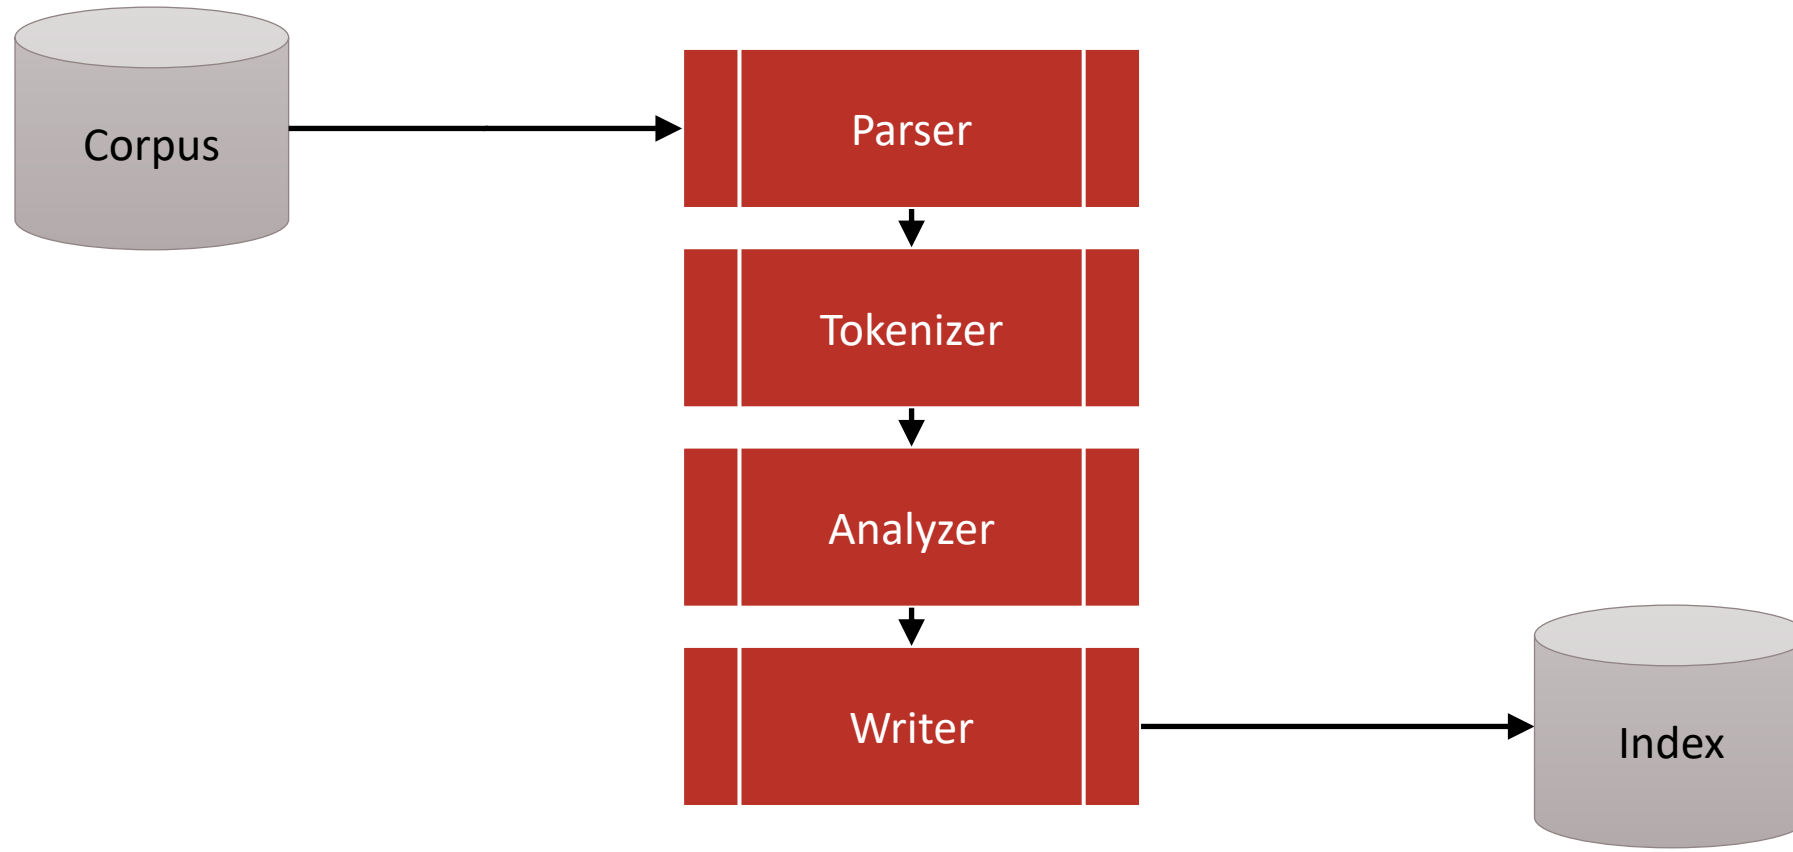 Corpus
Parser
Tokenizer
Analyzer
Writer
Index